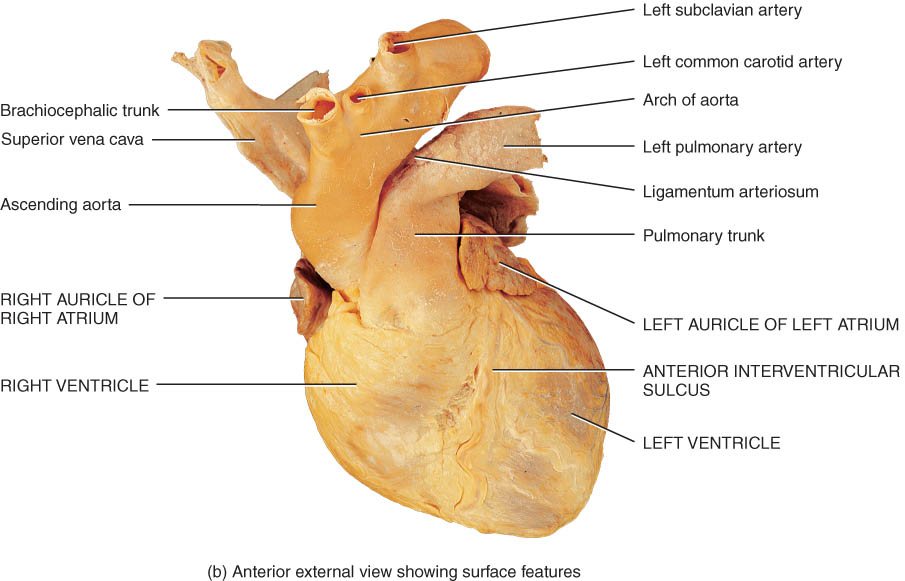 Left subclavian artery
Left common carotid artery
Brachiocephalic trunk
Arch of aorta
Superior vena cava
Left pulmonary artery
Ligamentum arteriosum
Ascending aorta
Pulmonary trunk
RIGHT AURICLE OF
RIGHT ATRIUM
LEFT AURICLE OF LEFT ATRIUM
ANTERIOR INTERVENTRICULAR
SULCUS
RIGHT VENTRICLE
LEFT VENTRICLE
(b) Anterior external view showing surface features